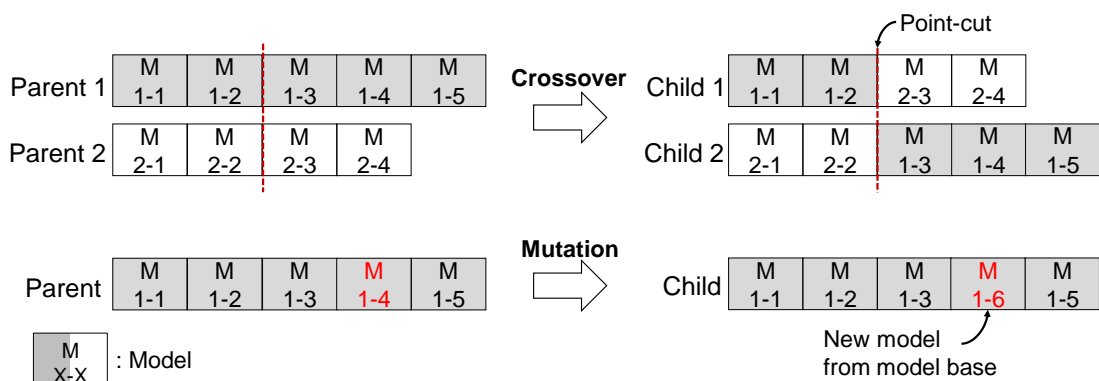 Point-cut
Parent 1 M 1-1 M 1-2 M 1-3 M 1-4 M 1-5
Crossover
Child 1 M 1-1 M 1-2 M 2-3 M 2-4
Parent 2 M 2-1 M 2-2 M 2-3 M 2-4
Child 2 M 2-1 M 2-2 M 1-3 M 1-4 M 1-5
Mutation
Parent M 1-1 M 1-2 M 1-3 M 1-4 M 1-5
Child M 1-1 M 1-2 M 1-3 M 1-6 M 1-5
M X-X : Model
New model
from model base